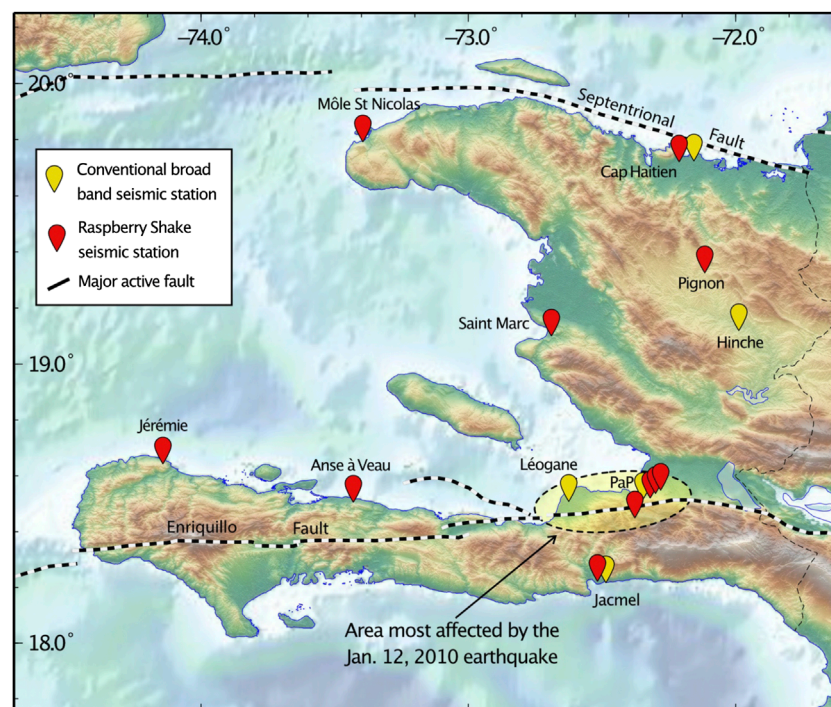 −74.0°
−73.0°
−72.0°
20.0°
Môle St Nicolas
Septentrional
Fault
Cap Haitien
Conventional broad
band seismic station
Raspberry Shake
seismic station
Major active fault
Pignon
Saint Marc
Hinche
19.0°
Jérémie
Anse à Veau
Léogane
PaP
Enriquillo
Fault
Jacmel
Area most affected by the
Jan. 12, 2010 earthquake
18.0°